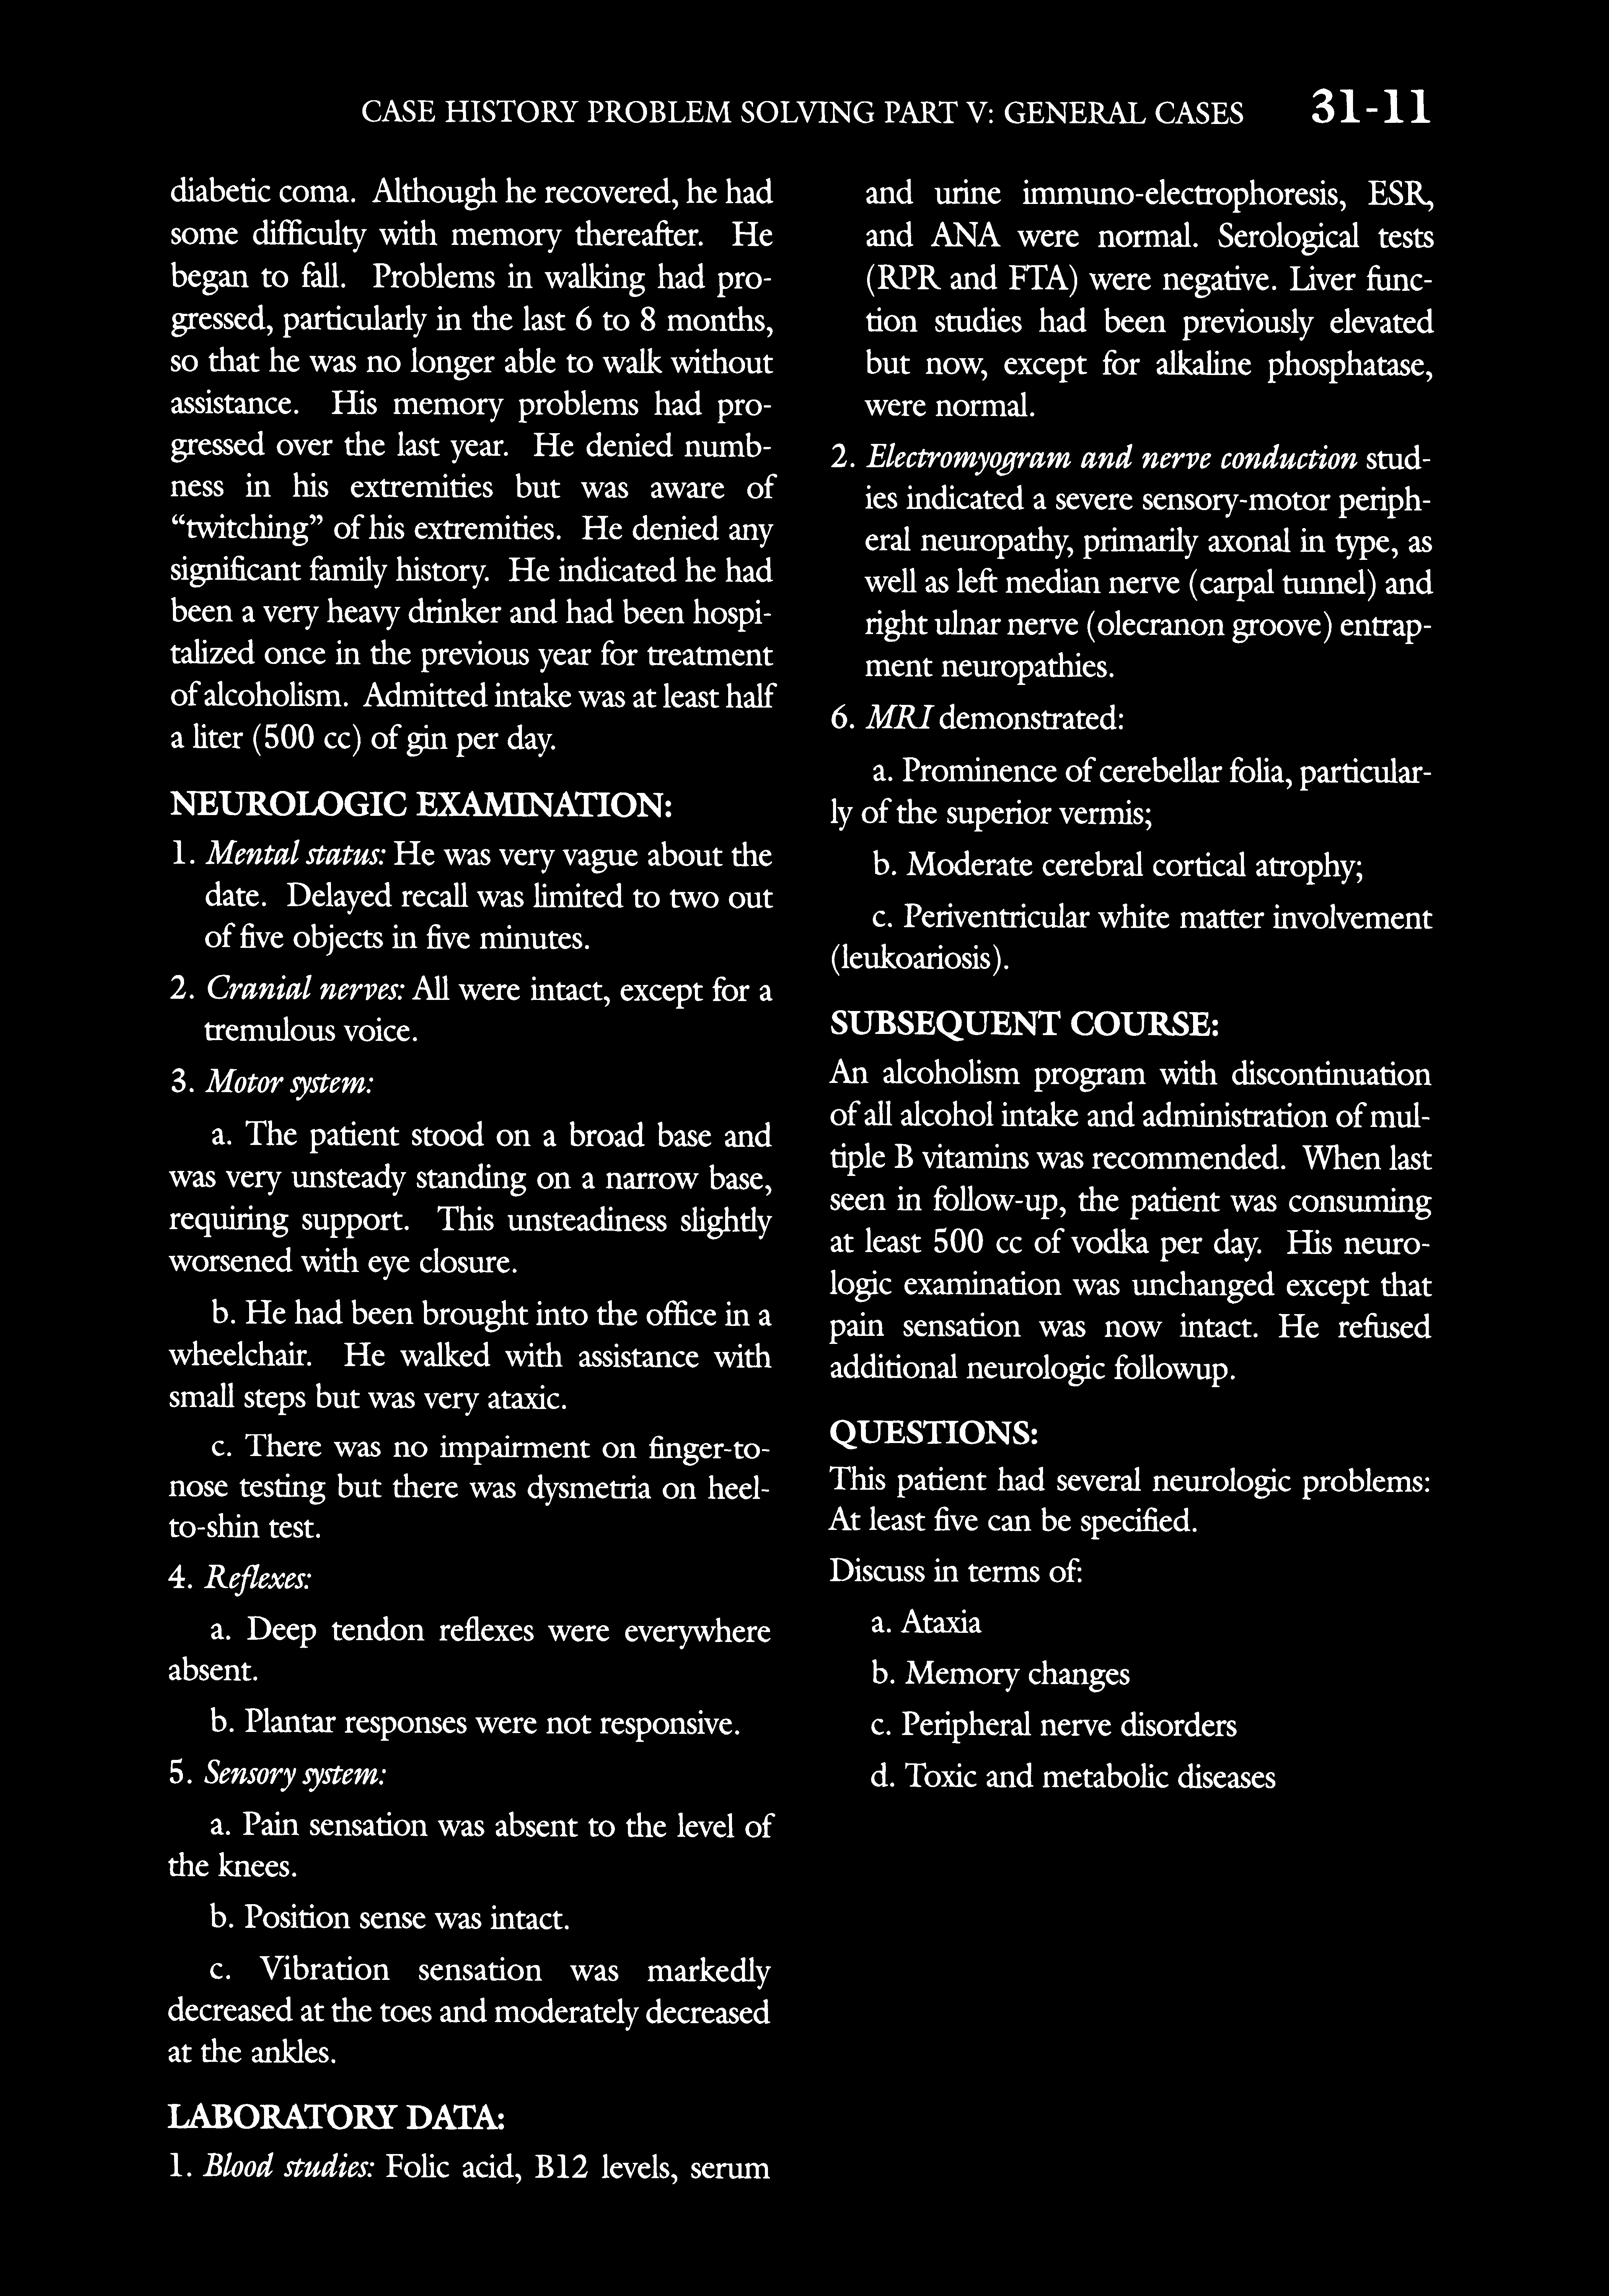 CASE HISTORY PROBLEM SOLVING PART V: GENERAL CASES 31-11
diabetic coma. Although he recovered, he had
some difficulty with memory thereafter. He
began to fall. Problems in walking had pro-
gressed, particularly in the last 6 to 8 months,
so that he was no longer able to walk without
assistance. His memory problems had pro-
gressed over the last year. He denied numb-
ness in his extremities but was aware of
“twitching” of his extremities. He denied any
significant family history. He indicated he had
been a very heavy drinker and had been hospi-
talized once in the previous year for treatment
of alcoholism. Admitted intake was at least half
a liter (500 cc) of gin per day.
NEUROLOGIC EXAMINATION:
1. Mental status: He was very vague about the
date. Delayed recall was limited to two out
of five objects in five minutes.
2. Cranial nerves: All were intact, except for a
tremulous voice.
3. Motor system:
a. The patient stood on a broad base and
was very unsteady standing on a narrow base,
requiring support. This unsteadiness slightly
worsened with eye closure.
b. He had been brought into the office in a
wheelchair. He walked with assistance with
small steps but was very ataxic.
c. There was no impairment on finger-to-
nose testing but there was dysmetria on heel-
to-shin test.
4. Reflexes:
a. Deep tendon reflexes were everywhere
absent.
b. Plantar responses were not responsive.
5. Sensory system:
a. Pain sensation was absent to the level of
the knees.
b. Position sense was intact.
c. Vibration sensation was markedly
decreased at the toes and moderately decreased
at the ankles.
LABORATORY DATA:
1. Blood studies: Folic acid, B12 levels, serum
and urine immuno-electrophoresis, ESR,
and ANA were normal. Serological tests
(RPR and FTA) were negative. Liver func-
tion studies had been previously elevated
but now, except for alkaline phosphatase,
were normal.
2. Electromyogram and nerve conduction stud-
ies indicated a severe sensory-motor periph-
eral neuropathy, primarily axonal in type, as
well as left median nerve (carpal tunnel) and
right ulnar nerve (olecranon groove) entrap-
ment neuropathies.
6. MRI demonstrated:
a. Prominence of cerebellar folia, particular-
ly of the superior vermis;
b. Moderate cerebral cortical atrophy;
c. Periventricular white matter involvement
(leukoariosis).
SUBSEQUENT COURSE:
An alcoholism program with discontinuation
of all alcohol intake and administration of mul-
tiple B vitamins was recommended. When last
seen in follow-up, the patient was consuming
at least 500 cc of vodka per day. His neuro-
logic examination was unchanged except that
pain sensation was now intact. He refused
additional neurologic followup.
QUESTIONS:
This patient had several neurologic problems:
At least five can be specified.
Discuss in terms of:
a. Ataxia
b. Memory changes
c. Peripheral nerve disorders
d. Toxic and metabolic diseases